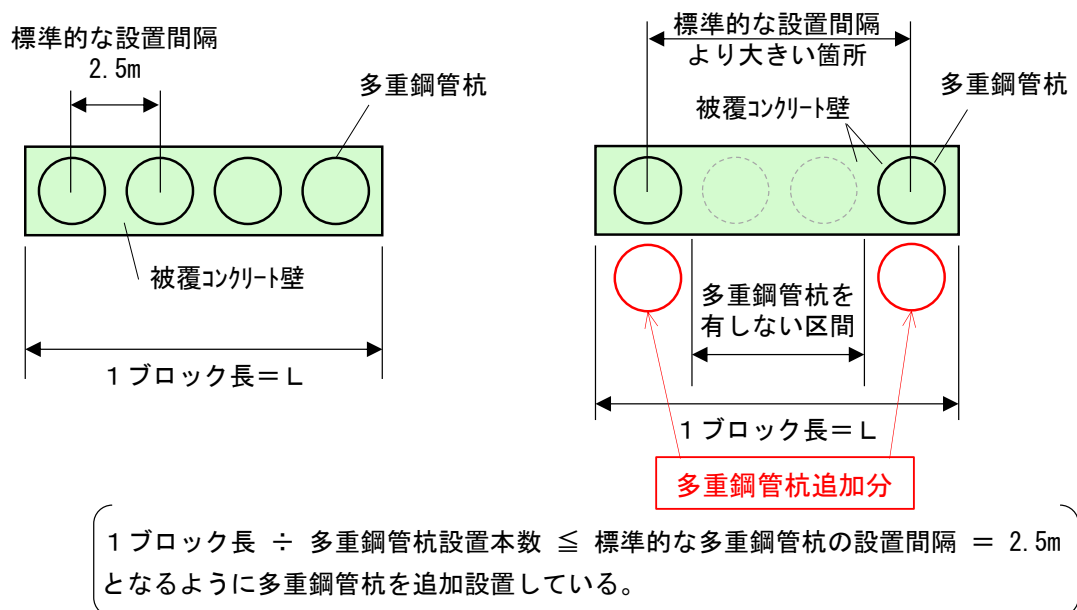 標準的な設置間隔
2.5m
多重鋼管杭
被覆コンクリート壁
1ブロック長=L
標準的な設置間隔
より大きい箇所
多重鋼管杭
被覆コンクリート壁
多重鋼管杭を
有しない区間
1ブロック長=L
多重鋼管杭追加分
1ブロック長 ÷ 多重鋼管杭設置本数 ≦ 標準的な多重鋼管杭の設置間隔 = 2.5m
となるように多重鋼管杭を追加設置している。